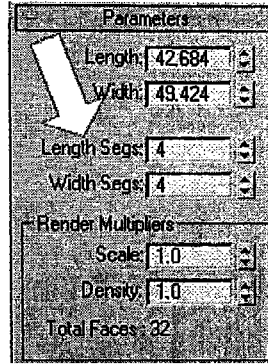 Parameters
Length: 42.684
Width: 49.424
Length Segs: 4
Width Segs: 4
Render Multipliers
Scale: 1.0
Density: 1.0
Total Faces : 32